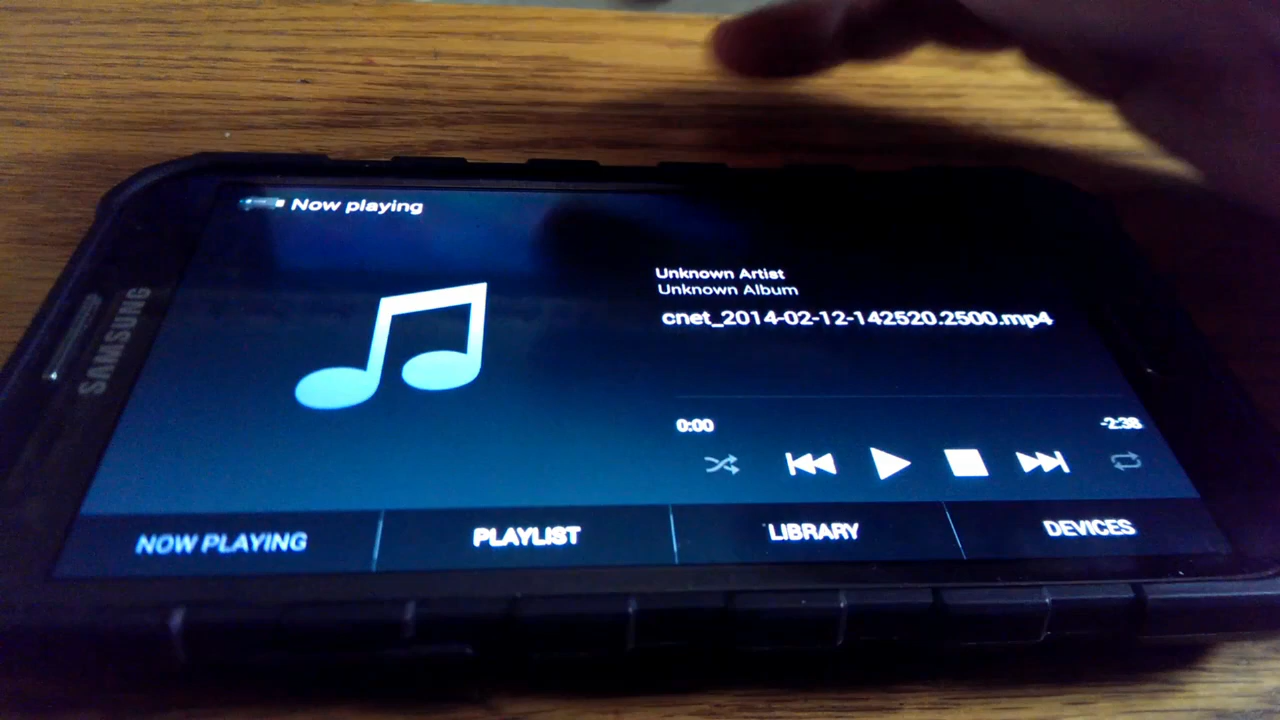 SAMSUNG
Now playing
Unknown Artist
Unknown Album
cnet_2014-02-12-142520.2500.mp4
0:00
-2:38
NOW PLAYING
PLAYLIST
LIBRARY
DEVICES